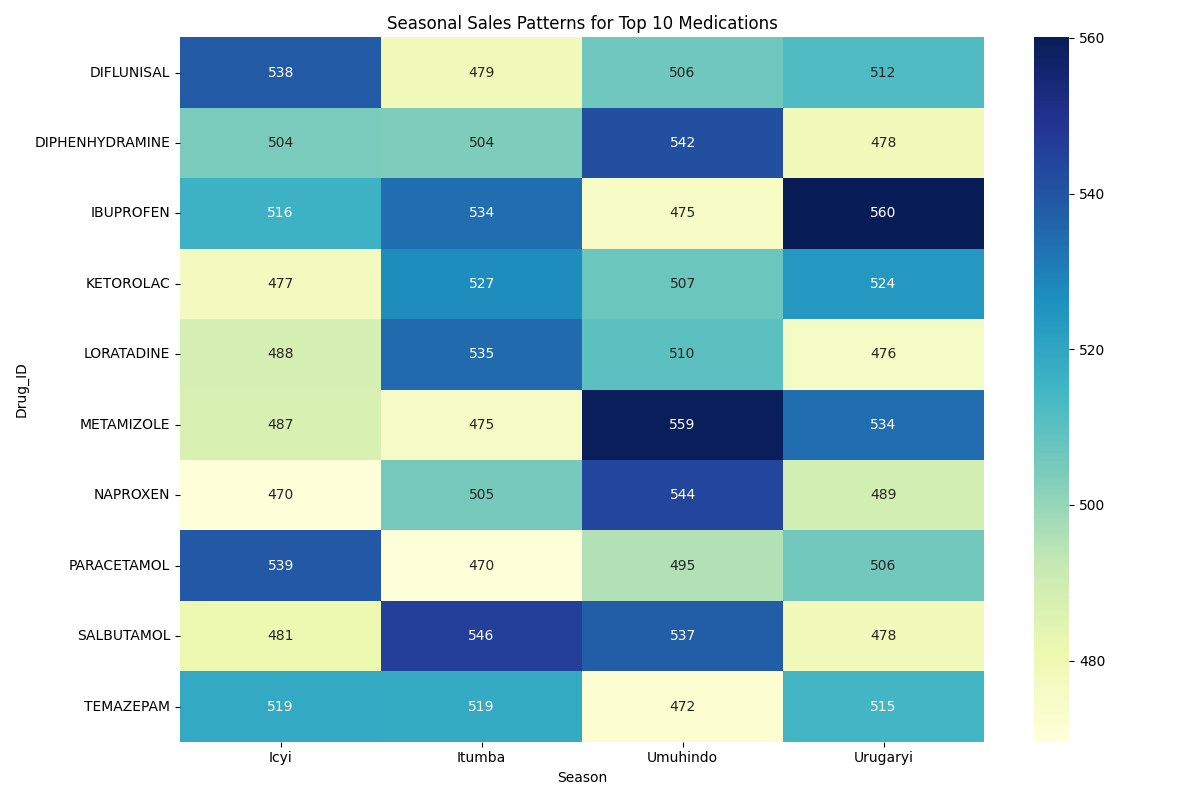 Seasonal Sales Patterns for Top 10 Medications
Drug_ID
DIFLUNISAL 538 479 506 512
DIPHENHYDRAMINE 504 504 542 478
IBUPROFEN 516 534 475 560
KETOROLAC 477 527 507 524
LORATADINE 488 535 510 476
METAMIZOLE 487 475 559 534
NAPROXEN 470 505 544 489
PARACETAMOL 539 470 495 506
SALBUTAMOL 481 546 537 478
TEMAZEPAM 519 519 472 515
Icyi Itumba Umuhindo Urugaryi
Season
560
540
520
500
480